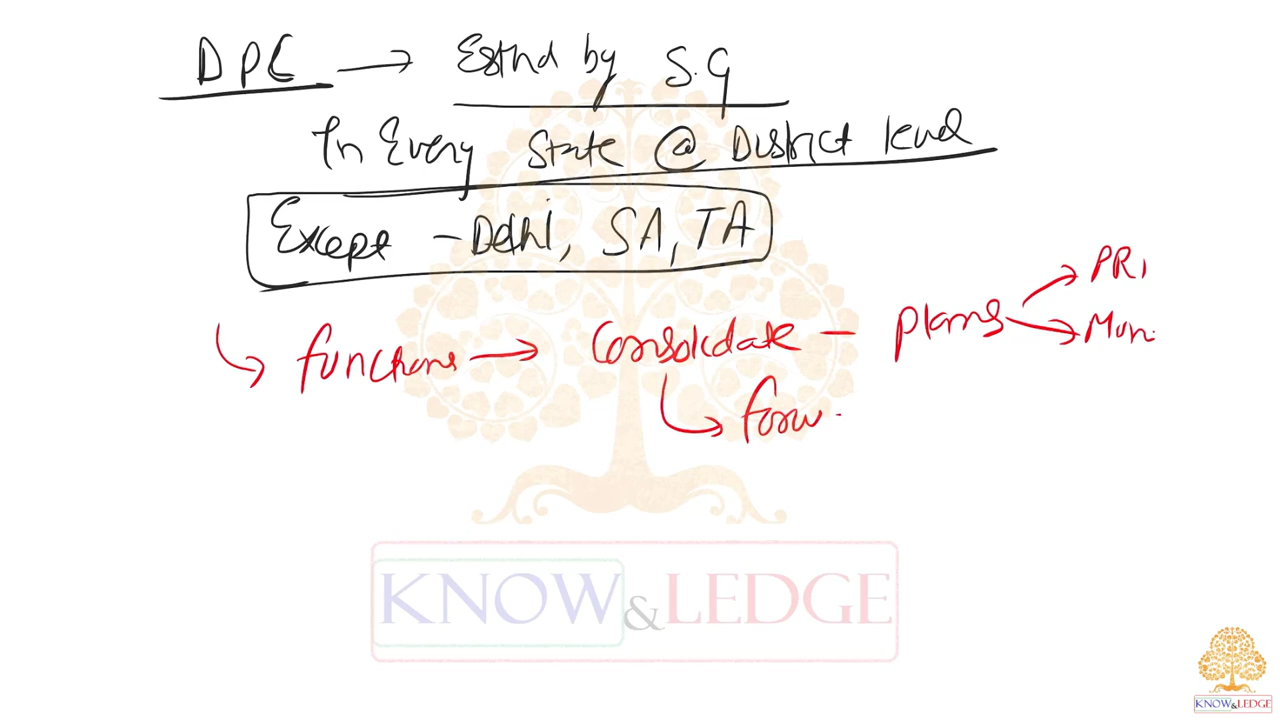 DPC → Estnd by S.G
In Every State @ District level
Except - Delhi, SA, TA
functions → Consolidate - plans → PRI
→ Mun.
forw.
KNOW&LEDGE
KNOW&LEDGE